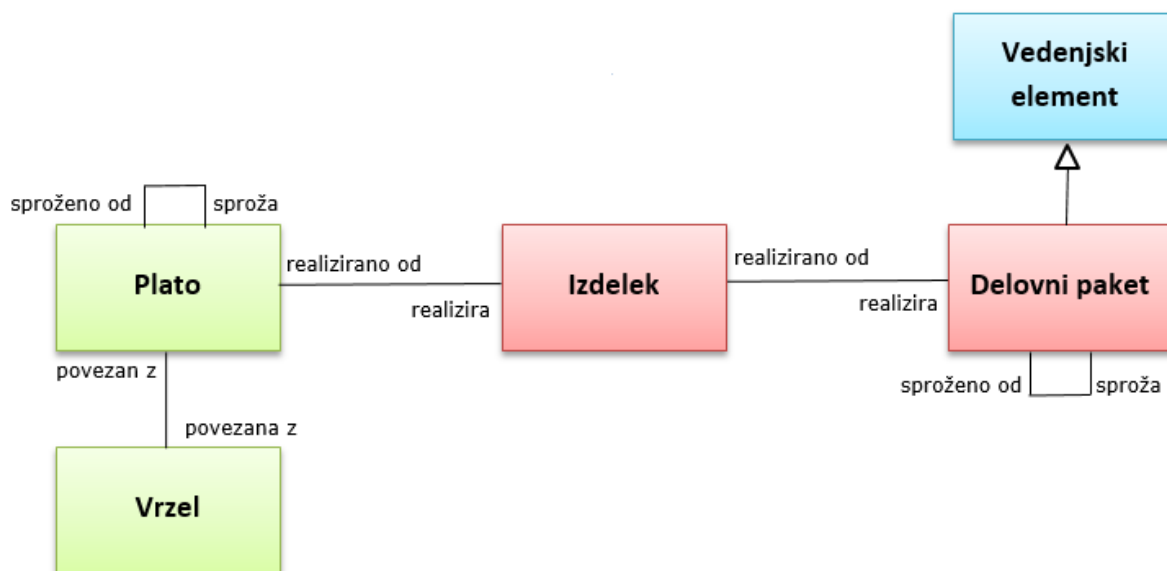 Vedenjski
element
sproženo od
sproža
Plato
realizirano od
realizira
Izdelek
realizirano od
realizira
Delovni paket
povezan z
sproženo od
sproža
povezana z
Vrzel